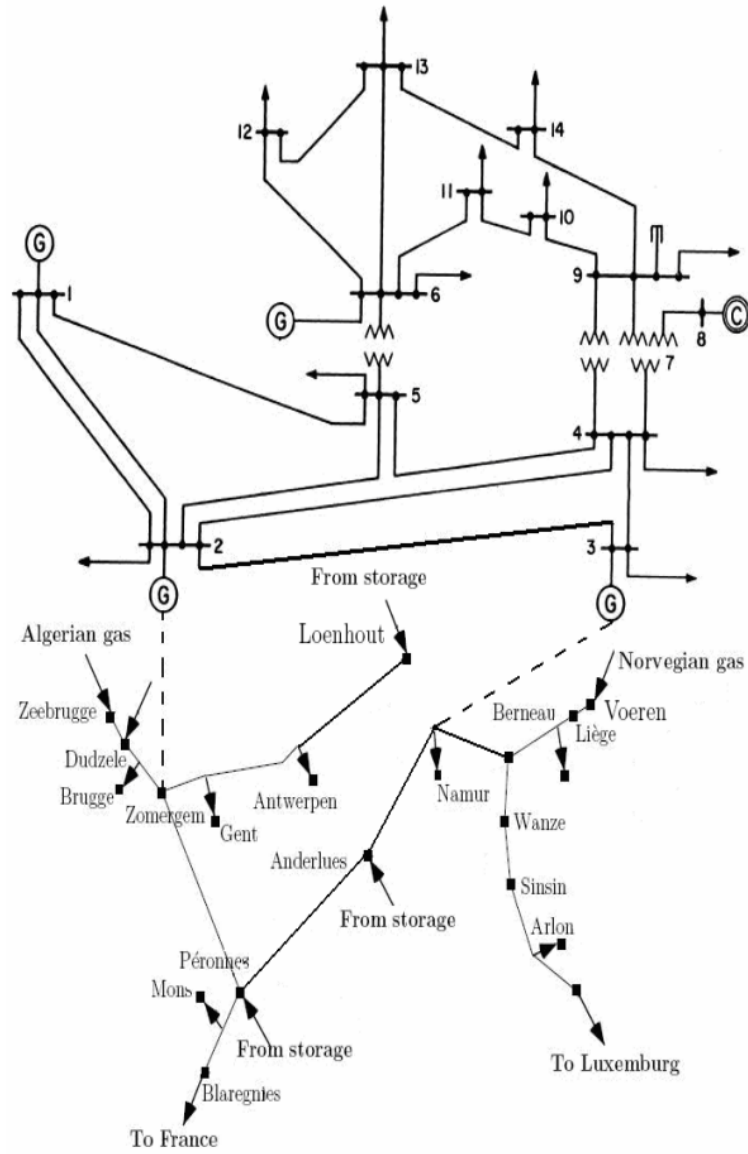 13
12
14
11
10
G
1
6
9
G
C
8
7
5
4
2
3
G
G
From storage
Algerian gas
Loenhout
Norvegian gas
Zeebrugge
Berneau
Voeren
Liège
Dudzele
Brugge
Zomergem
Antwerpen
Namur
Gent
Wanze
Anderlues
Sinsin
From storage
Arlon
Péronnes
Mons
From storage
To Luxemburg
Blaregnies
To France